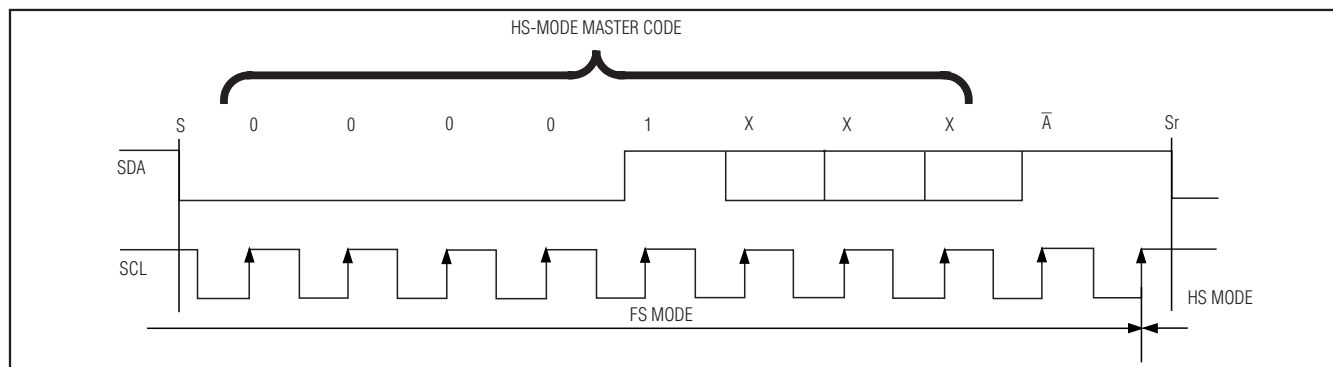 HS-MODE MASTER CODE
S 0 0 0 0 1 X X X A̅ Sr
SDA
SCL
HS MODE
FS MODE